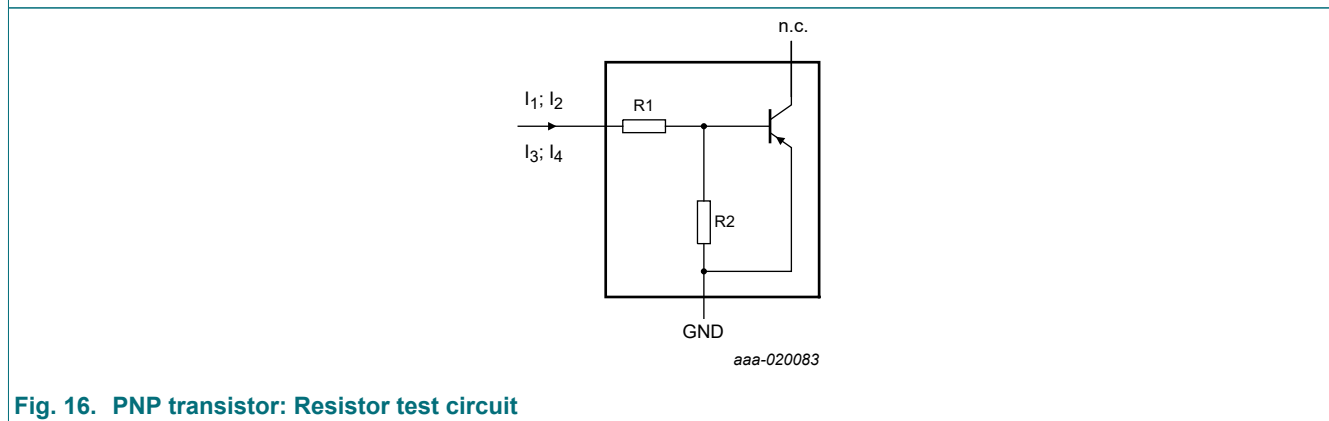 n.c.
I1; I2
R1
I3; I4
R2
GND
aaa-020083
Fig. 16. PNP transistor: Resistor test circuit